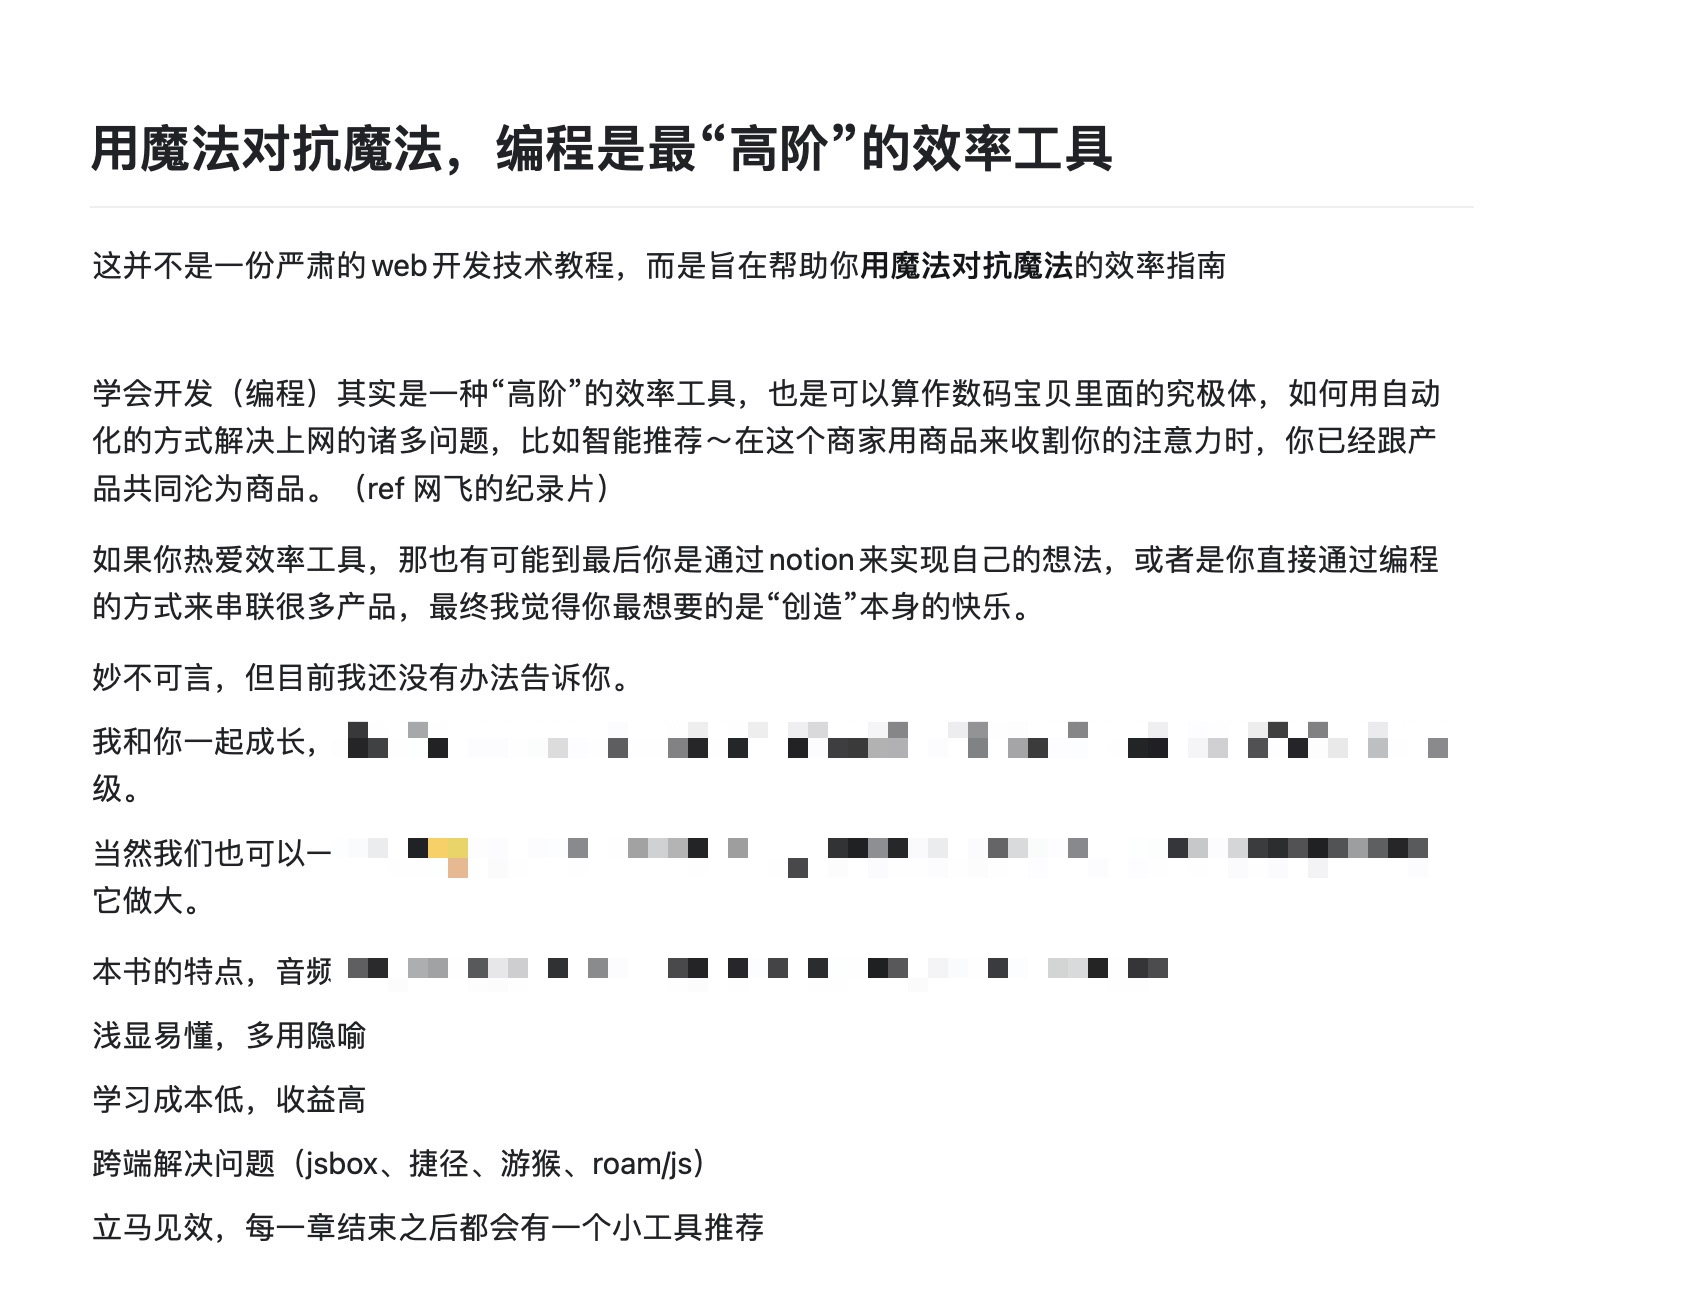 用魔法对抗魔法，编程是最“高阶”的效率工具
这并不是一份严肃的web开发技术教程，而是旨在帮助你用魔法对抗魔法的效率指南
学会开发（编程）其实是一种“高阶”的效率工具，也是可以算作数码宝贝里面的究极体，如何用自动
化的方式解决上网的诸多问题，比如智能推荐～在这个商家用商品来收割你的注意力时，你已经跟产
品共同沦为商品。（ref 网飞的纪录片）
如果你热爱效率工具，那也有可能到最后你是通过notion来实现自己的想法，或者是你直接通过编程
的方式来串联很多产品，最终我觉得你最想要的是“创造”本身的快乐。
妙不可言，但目前我还没有办法告诉你。
我和你一起成长，
级。
当然我们也可以一
它做大。
本书的特点，音频
浅显易懂，多用隐喻
学习成本低，收益高
跨端解决问题（jsbox、捷径、游猴、roam/js）
立马见效，每一章结束之后都会有一个小工具推荐